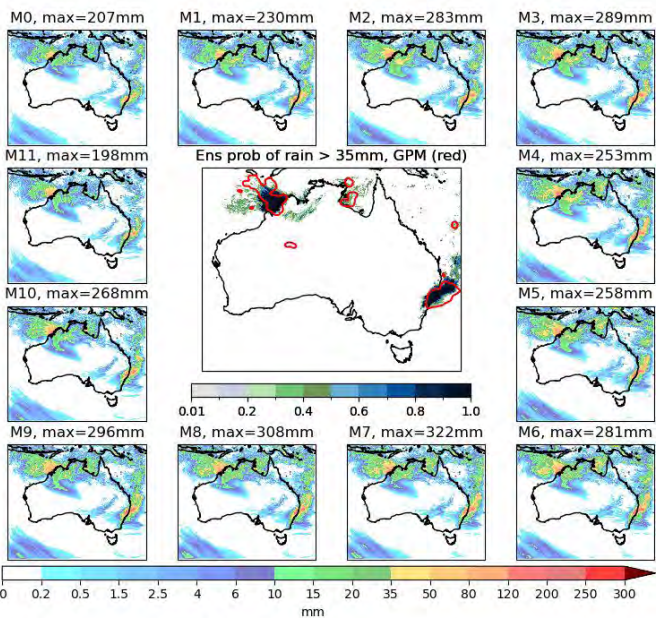 M0, max=207mm
M1, max=230mm
M2, max=283mm
M3, max=289mm
M11, max=198mm
Ens prob of rain > 35mm, GPM (red)
M4, max=253mm
M10, max=268mm
M5, max=258mm
0.01 0.2 0.3 0.4 0.5 0.6 0.8 1.0
M9, max=296mm
M8, max=308mm
M7, max=322mm
M6, max=281mm
0 0.2 0.5 1.5 2.5 4 6 10 15 20 35 50 80 120 200 250 300
mm